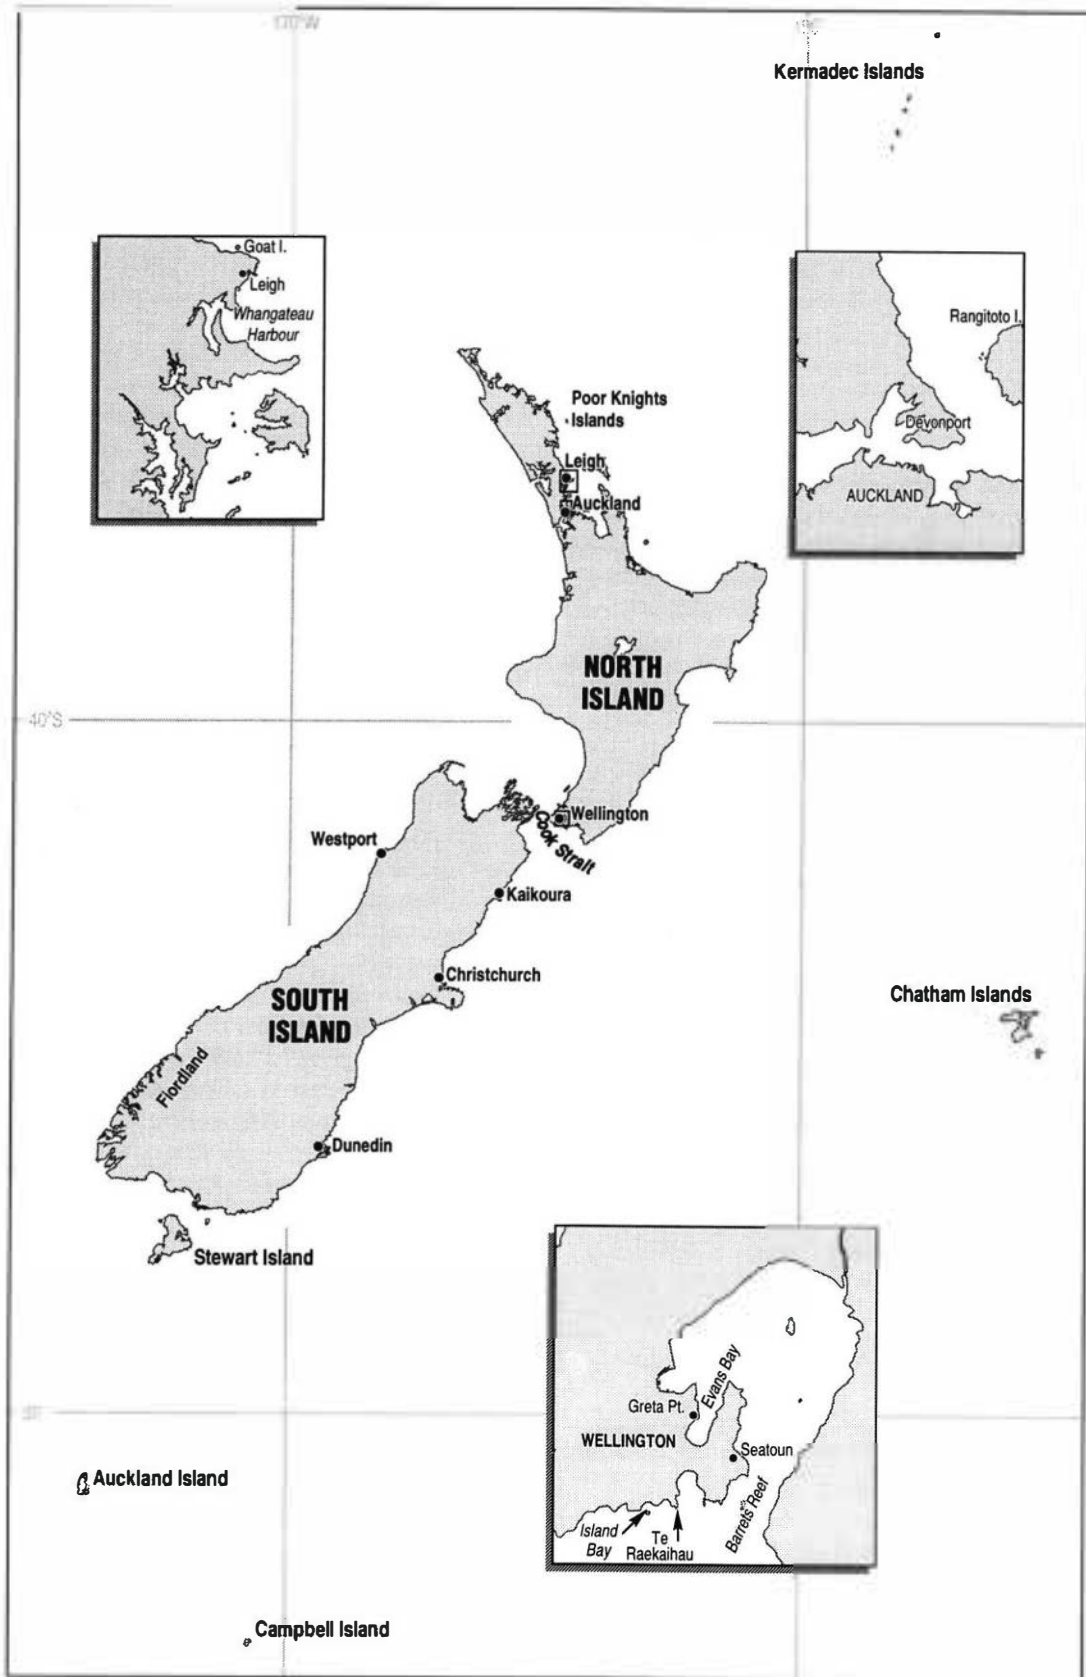 170°W
Kermadec Islands
Goat I.
Leigh
Whangateau
Harbour
Rangitoto I.
Devonport
AUCKLAND
Poor Knights
Islands
Leigh
Auckland
NORTH
ISLAND
40°S
Wellington
Cook Strait
Westport
Kaikoura
Christchurch
SOUTH
ISLAND
Chatham Islands
Fiordland
Dunedin
Stewart Island
Evans Bay
Greta Pt.
WELLINGTON
Seatoun
Barrets Reef
Island
Bay
Te
Raekaihau
Auckland Island
Campbell Island